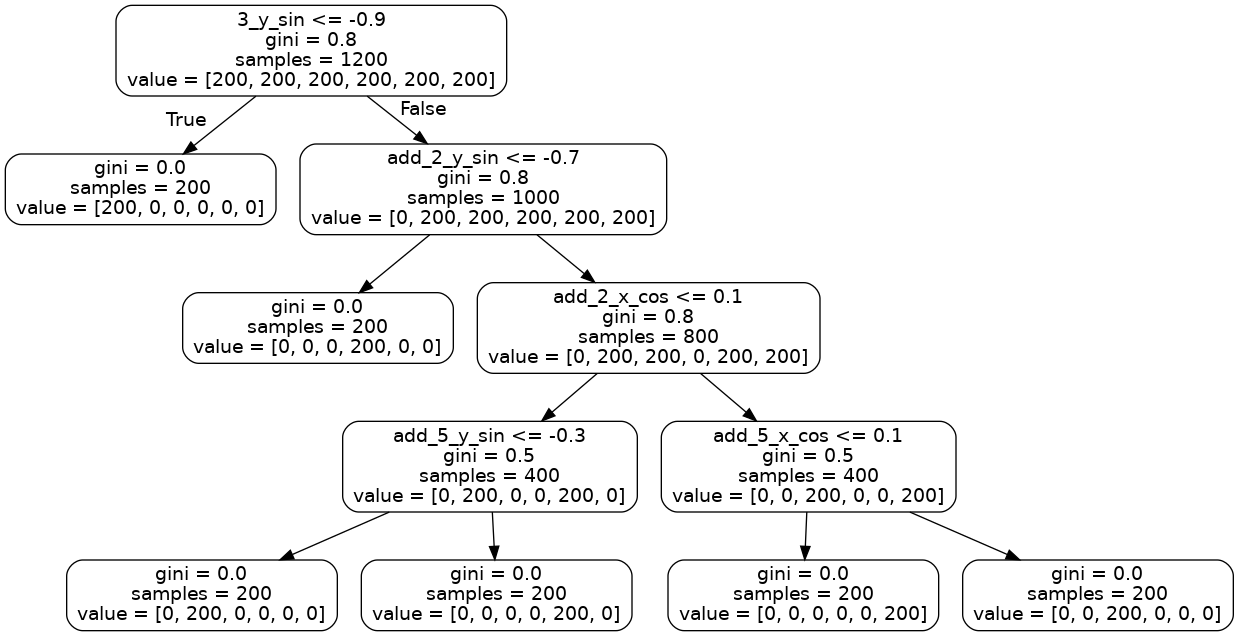 3_y_sin <= -0.9
gini = 0.8
samples = 1200
value = [200, 200, 200, 200, 200, 200]
True
False
gini = 0.0
samples = 200
value = [200, 0, 0, 0, 0, 0]
add_2_y_sin <= -0.7
gini = 0.8
samples = 1000
value = [0, 200, 200, 200, 200, 200]
gini = 0.0
samples = 200
value = [0, 0, 0, 200, 0, 0]
add_2_x_cos <= 0.1
gini = 0.8
samples = 800
value = [0, 200, 200, 0, 200, 200]
add_5_y_sin <= -0.3
gini = 0.5
samples = 400
value = [0, 200, 0, 0, 200, 0]
add_5_x_cos <= 0.1
gini = 0.5
samples = 400
value = [0, 0, 200, 0, 0, 200]
gini = 0.0
samples = 200
value = [0, 200, 0, 0, 0, 0]
gini = 0.0
samples = 200
value = [0, 0, 0, 0, 200, 0]
gini = 0.0
samples = 200
value = [0, 0, 0, 0, 0, 200]
gini = 0.0
samples = 200
value = [0, 0, 200, 0, 0, 0]